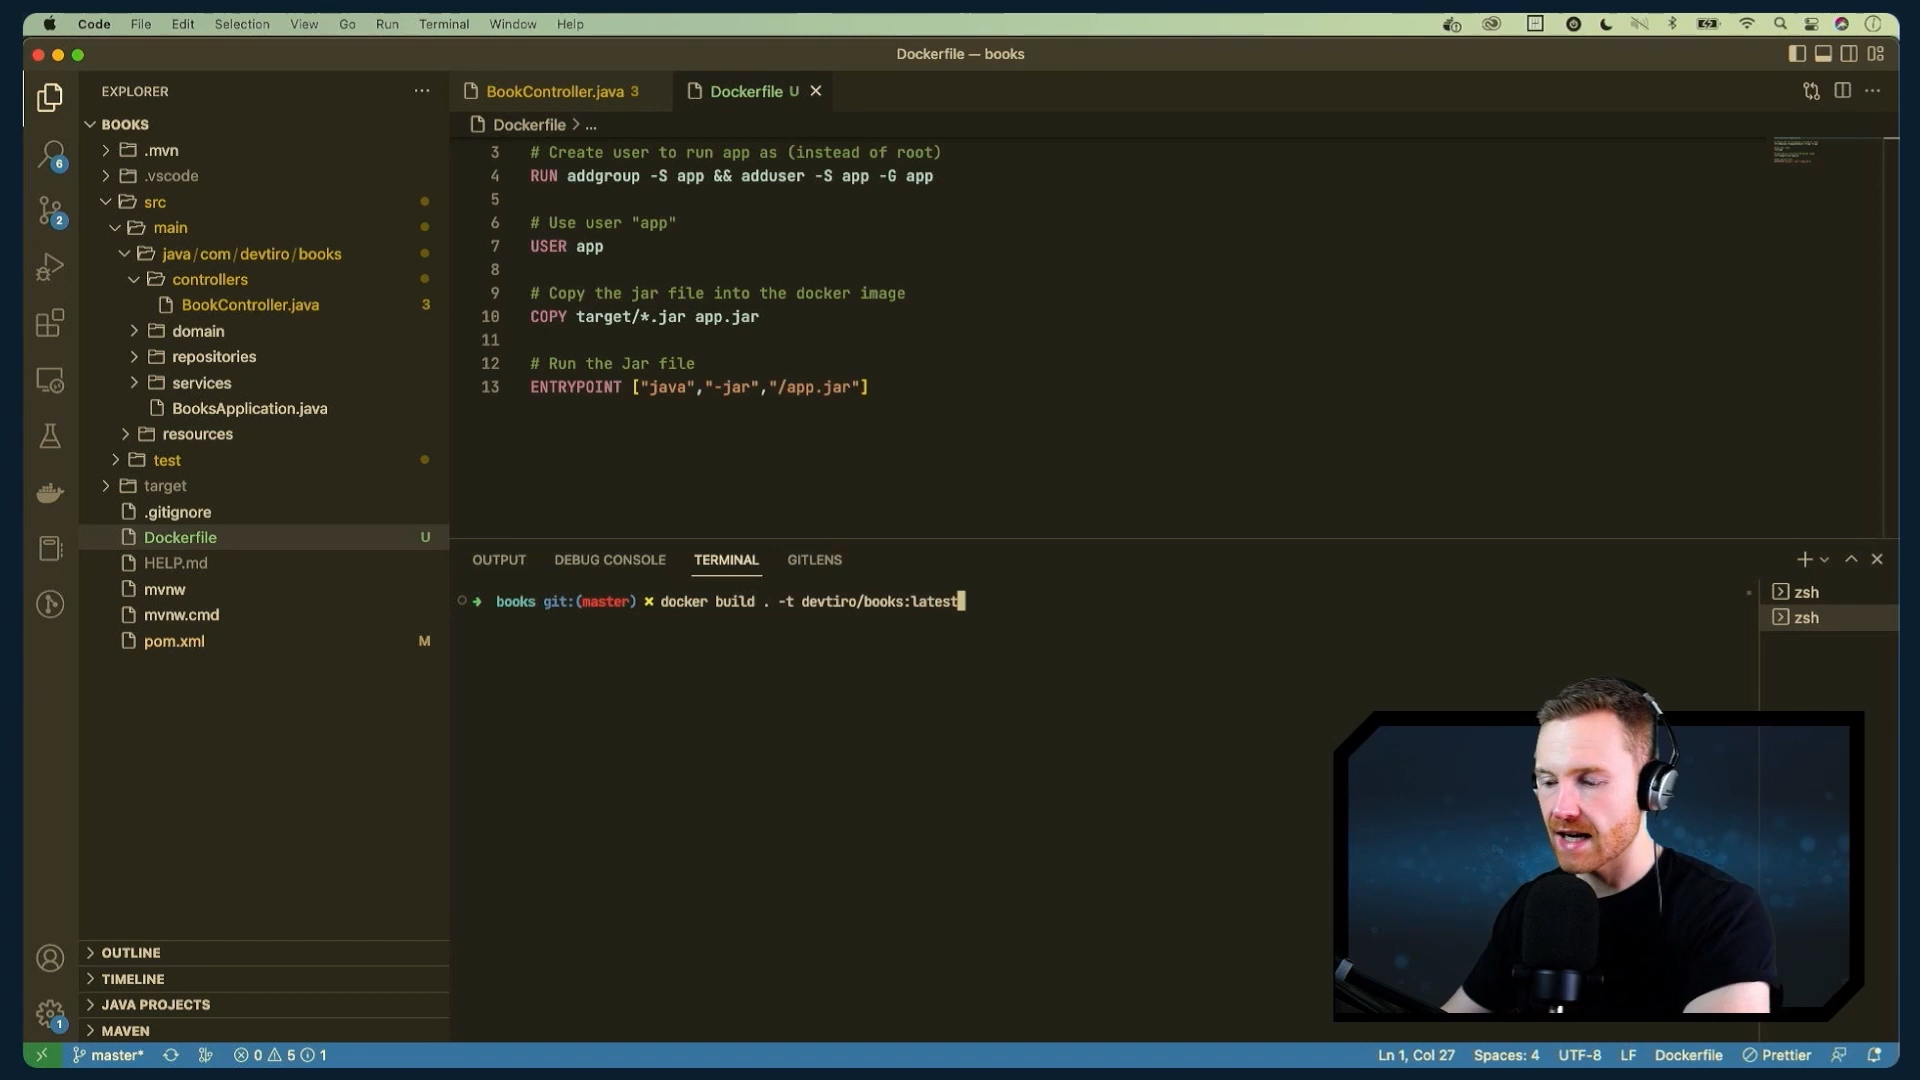 Code File Edit Selection View Go Run Terminal Window Help
Dockerfile — books
EXPLORER
BOOKS
.mvn
.vscode
src
main
java / com / devtiro / books
controllers
BookController.java 3
domain
repositories
services
BooksApplication.java
resources
test
target
.gitignore
Dockerfile U
HELP.md
mvnw
mvnw.cmd
pom.xml M
OUTLINE
TIMELINE
JAVA PROJECTS
MAVEN
6
2
1
BookController.java 3 Dockerfile U
Dockerfile > ...
3 # Create user to run app as (instead of root)
4 RUN addgroup -S app && adduser -S app -G app
5
6 # Use user "app"
7 USER app
8
9 # Copy the jar file into the docker image
10 COPY target/*.jar app.jar
11
12 # Run the Jar file
13 ENTRYPOINT ["java","-jar","/app.jar"]
OUTPUT DEBUG CONSOLE TERMINAL GITLENS
books git:(master) ✗ docker build . -t devtiro/books:latest
zsh
zsh
master* 0 5 1 Ln 1, Col 27 Spaces: 4 UTF-8 LF Dockerfile Prettier